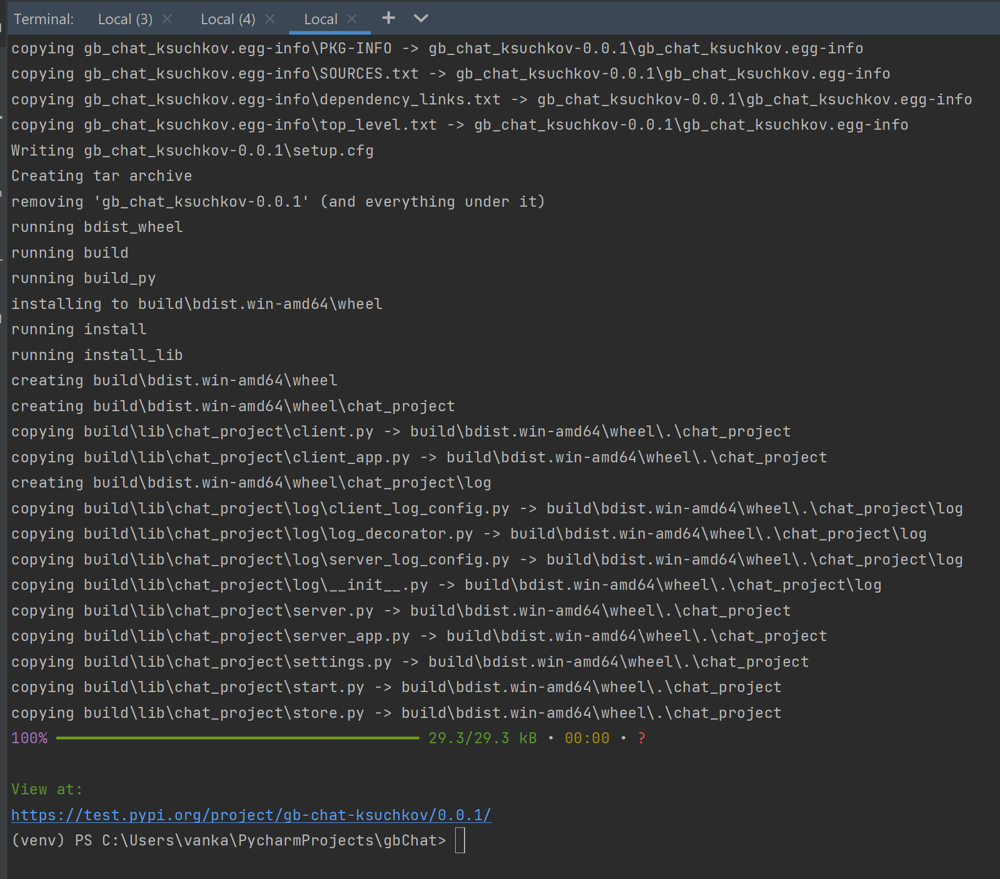 Terminal: Local (3) Local (4) Local
copying gb_chat_ksuchkov.egg-info\PKG-INFO -> gb_chat_ksuchkov-0.0.1\gb_chat_ksuchkov.egg-info
copying gb_chat_ksuchkov.egg-info\SOURCES.txt -> gb_chat_ksuchkov-0.0.1\gb_chat_ksuchkov.egg-info
copying gb_chat_ksuchkov.egg-info\dependency_links.txt -> gb_chat_ksuchkov-0.0.1\gb_chat_ksuchkov.egg-info
copying gb_chat_ksuchkov.egg-info\top_level.txt -> gb_chat_ksuchkov-0.0.1\gb_chat_ksuchkov.egg-info
Writing gb_chat_ksuchkov-0.0.1\setup.cfg
Creating tar archive
removing 'gb_chat_ksuchkov-0.0.1' (and everything under it)
running bdist_wheel
running build
running build_py
installing to build\bdist.win-amd64\wheel
running install
running install_lib
creating build\bdist.win-amd64\wheel
creating build\bdist.win-amd64\wheel\chat_project
copying build\lib\chat_project\client.py -> build\bdist.win-amd64\wheel\.\chat_project
copying build\lib\chat_project\client_app.py -> build\bdist.win-amd64\wheel\.\chat_project
creating build\bdist.win-amd64\wheel\chat_project\log
copying build\lib\chat_project\log\client_log_config.py -> build\bdist.win-amd64\wheel\.\chat_project\log
copying build\lib\chat_project\log\log_decorator.py -> build\bdist.win-amd64\wheel\.\chat_project\log
copying build\lib\chat_project\log\server_log_config.py -> build\bdist.win-amd64\wheel\.\chat_project\log
copying build\lib\chat_project\log\__init__.py -> build\bdist.win-amd64\wheel\.\chat_project\log
copying build\lib\chat_project\server.py -> build\bdist.win-amd64\wheel\.\chat_project
copying build\lib\chat_project\server_app.py -> build\bdist.win-amd64\wheel\.\chat_project
copying build\lib\chat_project\settings.py -> build\bdist.win-amd64\wheel\.\chat_project
copying build\lib\chat_project\start.py -> build\bdist.win-amd64\wheel\.\chat_project
copying build\lib\chat_project\store.py -> build\bdist.win-amd64\wheel\.\chat_project
100% 29.3/29.3 kB • 00:00 • ?
View at:
https://test.pypi.org/project/gb-chat-ksuchkov/0.0.1/
(venv) PS C:\Users\vanka\PycharmProjects\gbChat>